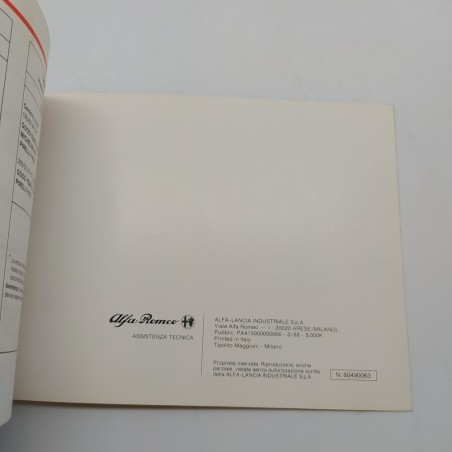 Alfa Romeo
ASSISTENZA TECNICA
ALFA-LANCIA INDUSTRIALE S.p.A.
Viale Alfa Romeo - I - 20020 ARESE (MILANO)
Printed in Italy
Tipolito Maggioni - Milano
Proprietà riservata. Riproduzione, anche
parziale, vietata senza autorizzazione scritta
della ALFA-LANCIA INDUSTRIALE S.p.A.
N. 60490063